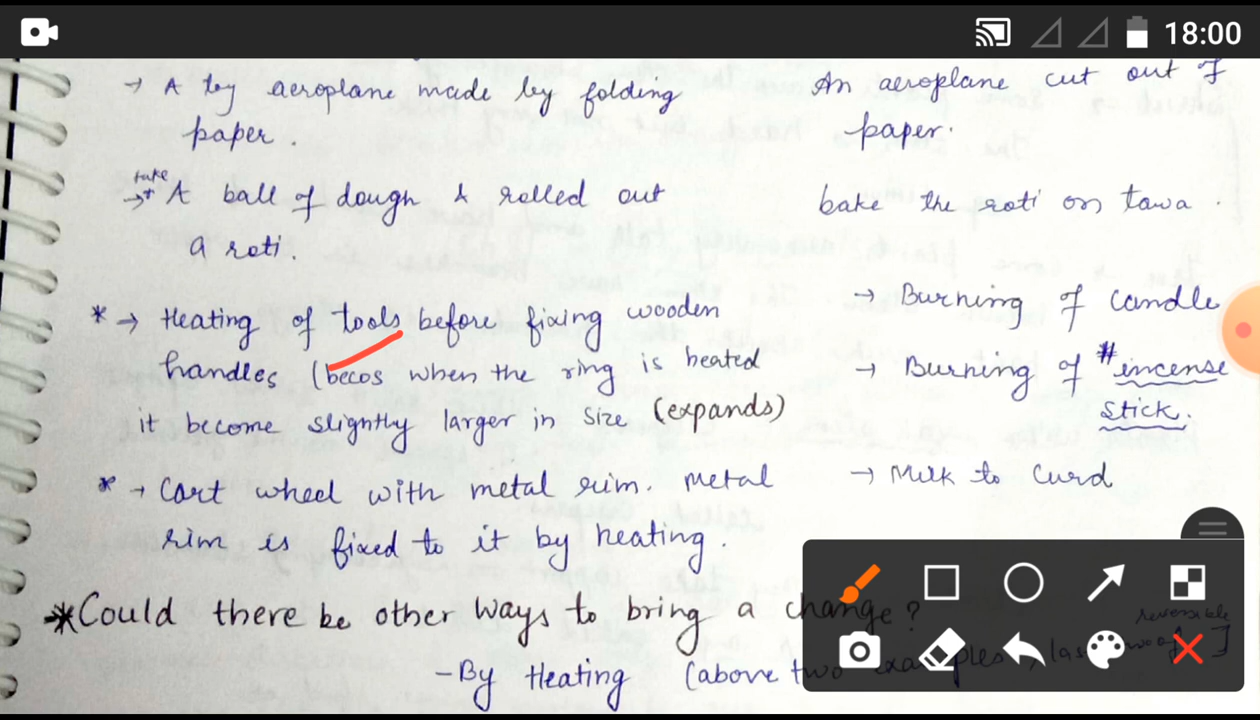 18:00
→ A toy aeroplane made by folding
paper.
take
→ A ball of dough & rolled out
a roti.
* → Heating of tools before fixing wooden
handles (becos when the ring is heated
it become slightly larger in size (expands)
* → Cart wheel with metal rim. Metal
rim is fixed to it by heating.
An aeroplane cut out of
paper.
bake the roti on tawa.
→ Burning of candle
→ Burning of # incense
stick.
→ Milk to curd
* Could there be other ways to bring a change?
reversible
- By Heating (above two examples,